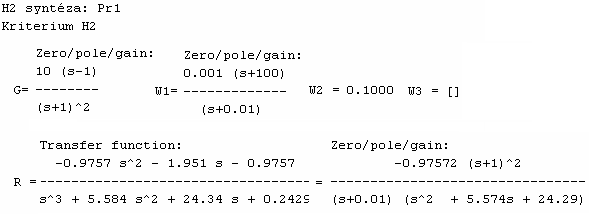 H2 syntéza: Pr1
Kriterium H2
Zero/pole/gain: Zero/pole/gain:
10 (s-1) 0.001 (s+100)
G= -------- W1= ------------- W2 = 0.1000 W3 = []
(s+1)^2 (s+0.01)
Transfer function: Zero/pole/gain:
-0.9757 s^2 - 1.951 s - 0.9757 -0.97572 (s+1)^2
R = ----------------------------------- = ---------------------------------
s^3 + 5.584 s^2 + 24.34 s + 0.2429 (s+0.01) (s^2 + 5.574s + 24.29)